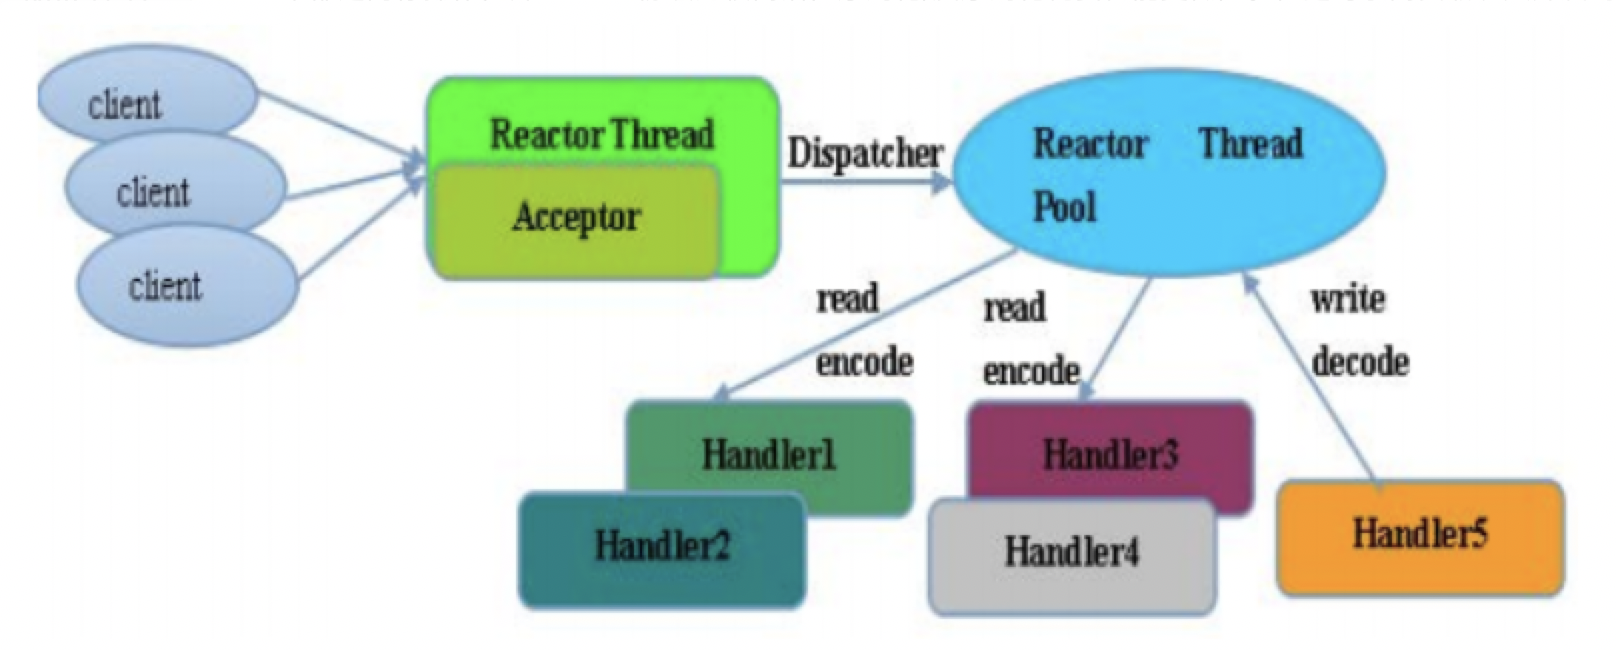 client
client
client
Reactor Thread
Acceptor
Dispatcher
Reactor Thread
Pool
read
encode
read
encode
write
decode
Handler1
Handler2
Handler3
Handler4
Handler5